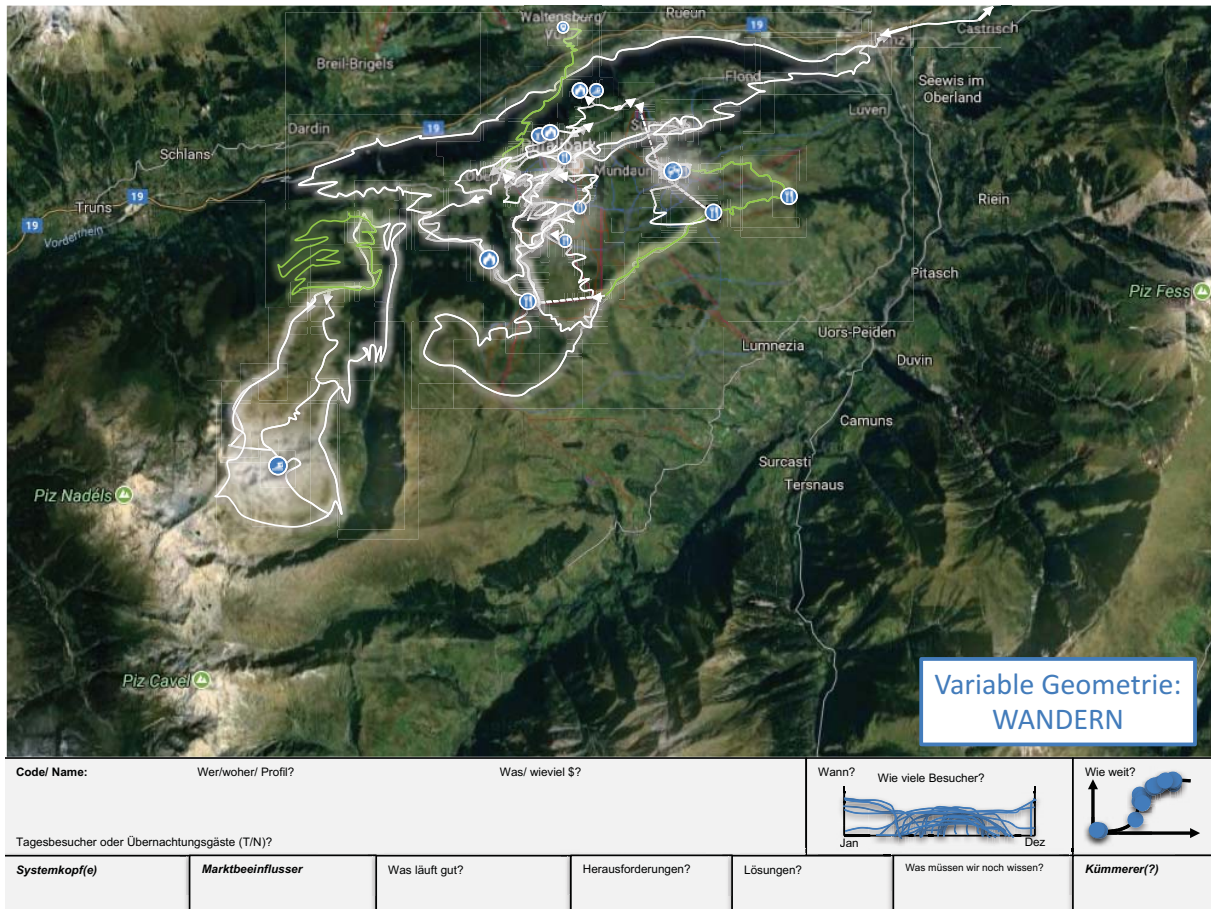 Waltensburg/
Rueun
19
Castrisch
Breil-Brigels
Flond
Seewis im
Oberland
Luven
Dardin
19
Schlans
Mundaun
19
Truns
19
Vorderrhein
Riein
Pitasch
Piz Fess
Uors-Peiden
Lumnezia
Duvin
Camuns
Surcasti
Tersnaus
Piz Nadéls
Piz Cavel
Variable Geometrie:
WANDERN
Code/ Name:
Wer/woher/ Profil?
Was/ wieviel $?
Tagesbesucher oder Übernachtungsgäste (T/N)?
Wann?
Wie viele Besucher?
Jan
Dez
Wie weit?
Systemkopf(e)
Marktbeeinflusser
Was läuft gut?
Herausforderungen?
Lösungen?
Was müssen wir noch wissen?
Kümmerer(?)